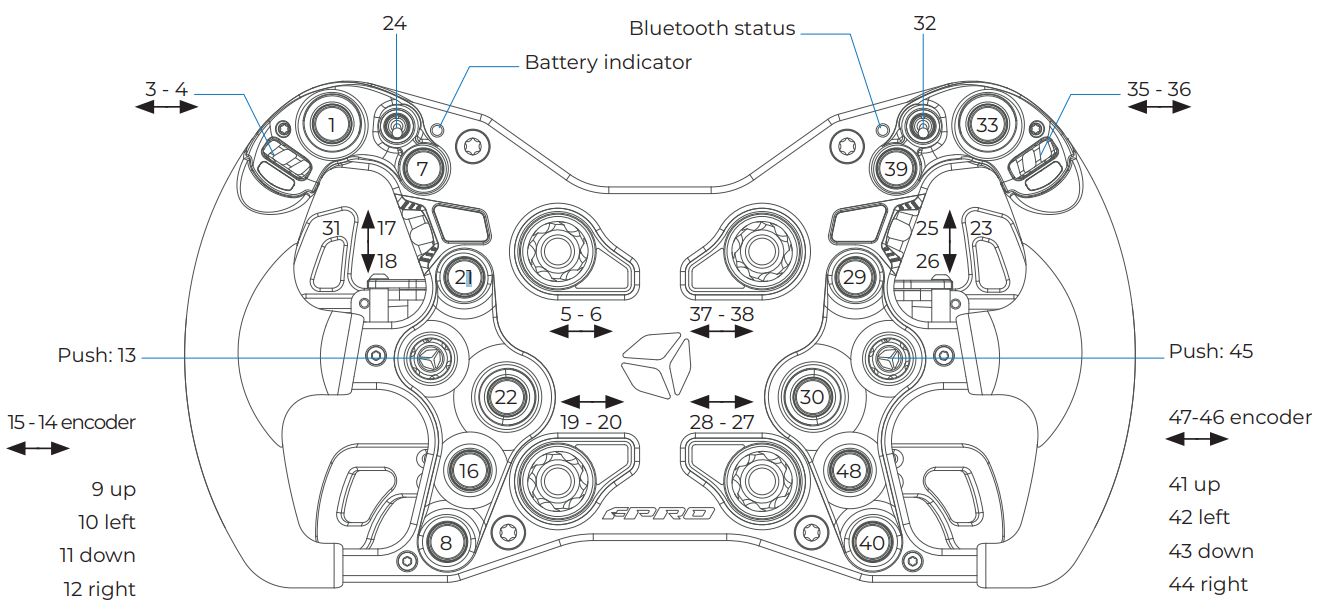 24
32
Bluetooth status
Battery indicator
3 - 4
35 - 36
1
33
7
39
31
17
25
23
18
26
21
29
5 - 6
37 - 38
Push: 13
Push: 45
22
30
19 - 20
28 - 27
15 - 14 encoder
47-46 encoder
16
48
9 up
41 up
10 left
42 left
FPRO
8
40
11 down
43 down
12 right
44 right